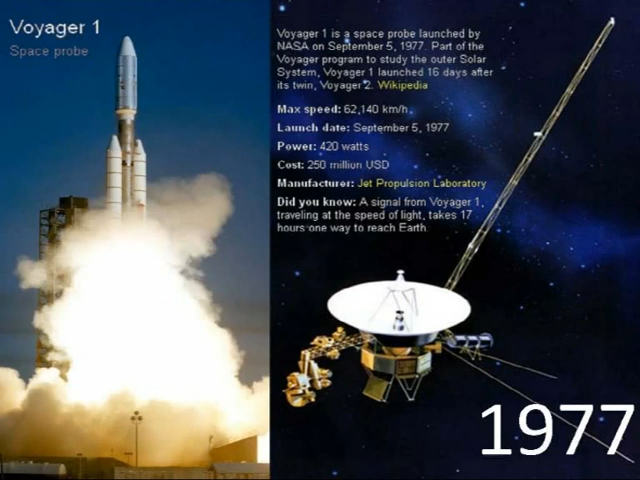 Voyager 1
Space probe
Voyager 1 is a space probe launched by
NASA on September 5, 1977. Part of the
Voyager program to study the outer Solar
System, Voyager 1 launched 16 days after
its twin, Voyager 2. Wikipedia
Max speed: 62,140 km/h
Launch date: September 5, 1977
Power: 420 watts
Cost: 250 million USD
Manufacturer: Jet Propulsion Laboratory
Did you know: A signal from Voyager 1,
traveling at the speed of light, takes 17
hours one way to reach Earth.
1977